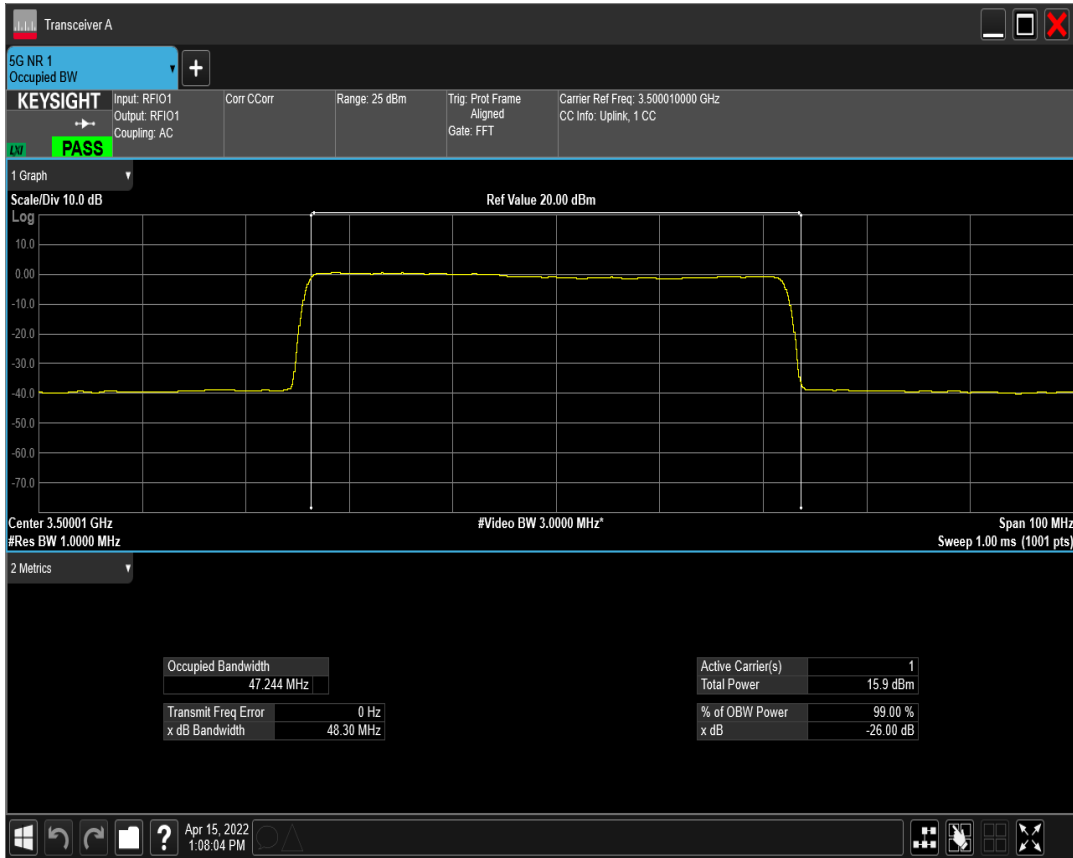 Transceiver A
5G NR 1
Occupied BW
+
KEYSIGHT
LXI
PASS
Input: RFIO1
Output: RFIO1
Coupling: AC
Corr CCorr
Range: 25 dBm
Trig: Prot Frame
Aligned
Gate: FFT
Carrier Ref Freq: 3.500010000 GHz
CC Info: Uplink, 1 CC
1 Graph
Scale/Div 10.0 dB
Ref Value 20.00 dBm
Log
10.0
0.00
-10.0
-20.0
-30.0
-40.0
-50.0
-60.0
-70.0
Center 3.50001 GHz
#Video BW 3.0000 MHz*
Span 100 MHz
#Res BW 1.0000 MHz
Sweep 1.00 ms (1001 pts)
2 Metrics
Occupied Bandwidth
47.244 MHz
Transmit Freq Error 0 Hz
x dB Bandwidth 48.30 MHz
Active Carrier(s) 1
Total Power 15.9 dBm
% of OBW Power 99.00 %
x dB -26.00 dB
?
Apr 15, 2022
1:08:04 PM